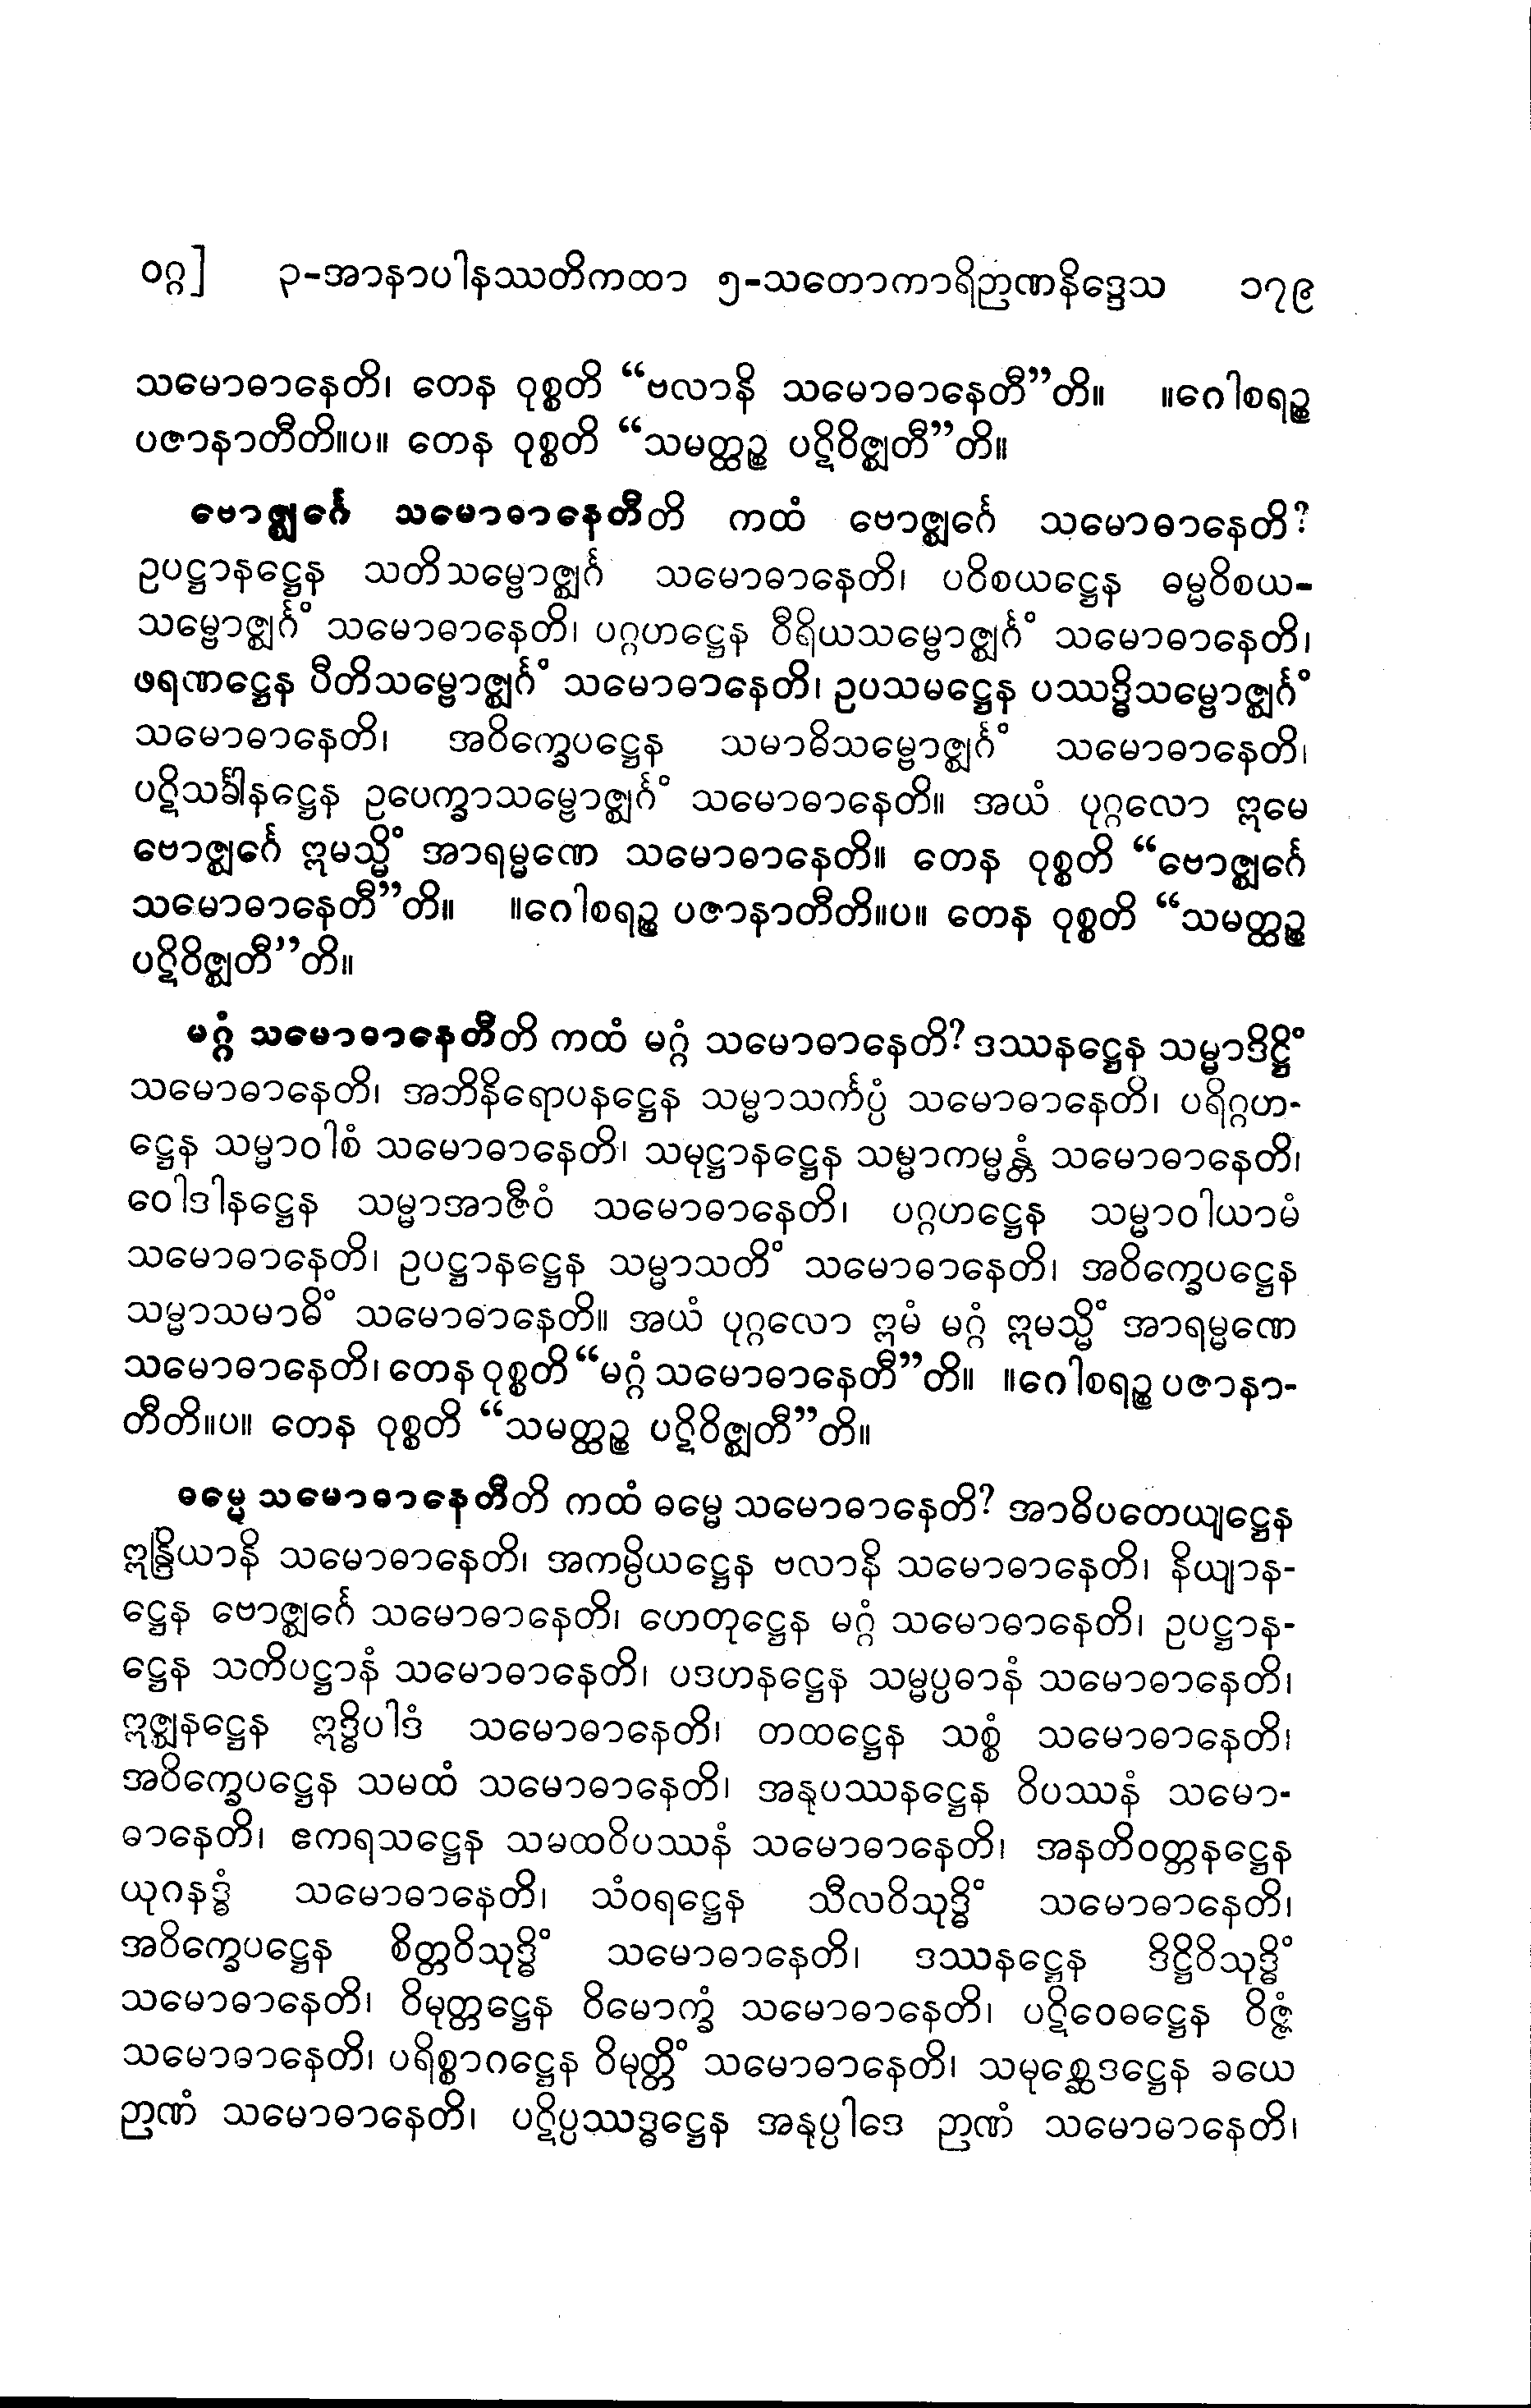 ဝဂ္ဂ] ၃-အာနာပါနဿတိကထာ ၅-သတောကာရိဉာဏနိဒ္ဒေသ ၁၇၉
သမောဓာနေတိ၊ တေန ဝုစ္စတိ “ဗလာနိ သမောဓာနေတီ”တိ။ ။ဂေါစရဉ္စ
ပဇာနာတီတိ။ပ။ တေန ဝုစ္စတိ “သမတ္ထဉ္စ ပဋိဝိဇ္ဈတီ”တိ။
ဗောဇ္ဈင်္ဂေ သမောဓာနေတီတိ ကထံ ဗောဇ္ဈင်္ဂေ သမောဓာနေတိ?
ဥပဋ္ဌာနဋ္ဌေန သတိသမ္ဗောဇ္ဈင်္ဂံ သမောဓာနေတိ၊ ပဝိစယဋ္ဌေန ဓမ္မဝိစယ-
သမ္ဗောဇ္ဈင်္ဂံ သမောဓာနေတိ၊ ပဂ္ဂဟဋ္ဌေန ဝီရိယသမ္ဗောဇ္ဈင်္ဂံ သမောဓာနေတိ၊
ဖရဏဋ္ဌေန ပီတိသမ္ဗောဇ္ဈင်္ဂံ သမောဓာနေတိ၊ ဥပသမဋ္ဌေန ပဿဒ္ဓိသမ္ဗောဇ္ဈင်္ဂံ
သမောဓာနေတိ၊ အဝိက္ခေပဋ္ဌေန သမာဓိသမ္ဗောဇ္ဈင်္ဂံ သမောဓာနေတိ၊
ပဋိသင်္ခါနဋ္ဌေန ဥပေက္ခာသမ္ဗောဇ္ဈင်္ဂံ သမောဓာနေတိ။ အယံ ပုဂ္ဂလော ဣမေ
ဗောဇ္ဈင်္ဂေ ဣမသ္မိံ အာရမ္မဏေ သမောဓာနေတိ။ တေန ဝုစ္စတိ “ဗောဇ္ဈင်္ဂေ
သမောဓာနေတီ”တိ။ ။ဂေါစရဉ္စ ပဇာနာတီတိ။ပ။ တေန ဝုစ္စတိ “သမတ္ထဉ္စ
ပဋိဝိဇ္ဈတီ”တိ။
မဂ္ဂံ သမောဓာနေတီတိ ကထံ မဂ္ဂံ သမောဓာနေတိ? ဒဿနဋ္ဌေန သမ္မာဒိဋ္ဌိံ
သမောဓာနေတိ၊ အဘိနိရောပနဋ္ဌေန သမ္မာသင်္ကပ္ပံ သမောဓာနေတိ၊ ပရိဂ္ဂဟ-
ဋ္ဌေန သမ္မာဝါစံ သမောဓာနေတိ၊ သမုဋ္ဌာနဋ္ဌေန သမ္မာကမ္မန္တံ သမောဓာနေတိ၊
ဝေါဒါနဋ္ဌေန သမ္မာအာဇီဝံ သမောဓာနေတိ၊ ပဂ္ဂဟဋ္ဌေန သမ္မာဝါယာမံ
သမောဓာနေတိ၊ ဥပဋ္ဌာနဋ္ဌေန သမ္မာသတိံ သမောဓာနေတိ၊ အဝိက္ခေပဋ္ဌေန
သမ္မာသမာဓိံ သမောဓာနေတိ။ အယံ ပုဂ္ဂလော ဣမံ မဂ္ဂံ ဣမသ္မိံ အာရမ္မဏေ
သမောဓာနေတိ၊ တေန ဝုစ္စတိ “မဂ္ဂံ သမောဓာနေတီ”တိ။ ။ဂေါစရဉ္စ ပဇာနာ-
တီတိ။ပ။ တေန ဝုစ္စတိ “သမတ္ထဉ္စ ပဋိဝိဇ္ဈတီ”တိ။
ဓမ္မေ သမောဓာနေတီတိ ကထံ ဓမ္မေ သမောဓာနေတိ? အာဓိပတေယျဋ္ဌေန
ဣန္ဒြိယာနိ သမောဓာနေတိ၊ အကမ္ပိယဋ္ဌေန ဗလာနိ သမောဓာနေတိ၊ နိယျာန-
ဋ္ဌေန ဗောဇ္ဈင်္ဂေ သမောဓာနေတိ၊ ဟေတုဋ္ဌေန မဂ္ဂံ သမောဓာနေတိ၊ ဥပဋ္ဌာန-
ဋ္ဌေန သတိပဋ္ဌာနံ သမောဓာနေတိ၊ ပဒဟနဋ္ဌေန သမ္မပ္ပဓာနံ သမောဓာနေတိ၊
ဣဇ္ဈနဋ္ဌေန ဣဒ္ဓိပါဒံ သမောဓာနေတိ၊ တထဋ္ဌေန သစ္စံ သမောဓာနေတိ၊
အဝိက္ခေပဋ္ဌေန သမထံ သမောဓာနေတိ၊ အနုပဿနဋ္ဌေန ဝိပဿနံ သမော-
ဓာနေတိ၊ ဧကရသဋ္ဌေန သမထဝိပဿနံ သမောဓာနေတိ၊ အနတိဝတ္တနဋ္ဌေန
ယုဂနဒ္ဓံ သမောဓာနေတိ၊ သံဝရဋ္ဌေန သီလဝိသုဒ္ဓိံ သမောဓာနေတိ၊
အဝိက္ခေပဋ္ဌေန စိတ္တဝိသုဒ္ဓိံ သမောဓာနေတိ၊ ဒဿနဋ္ဌေန ဒိဋ္ဌိဝိသုဒ္ဓိံ
သမောဓာနေတိ၊ ဝိမုတ္တဋ္ဌေန ဝိမောက္ခံ သမောဓာနေတိ၊ ပဋိဝေဓဋ္ဌေန ဝိဇ္ဇံ
သမောဓာနေတိ၊ ပရိစ္စာဂဋ္ဌေန ဝိမုတ္တိံ သမောဓာနေတိ၊ သမုစ္ဆေဒဋ္ဌေန ခယေ
ဉာဏံ သမောဓာနေတိ၊ ပဋိပ္ပဿဒ္ဓဋ္ဌေန အနုပ္ပါဒေ ဉာဏံ သမောဓာနေတိ၊